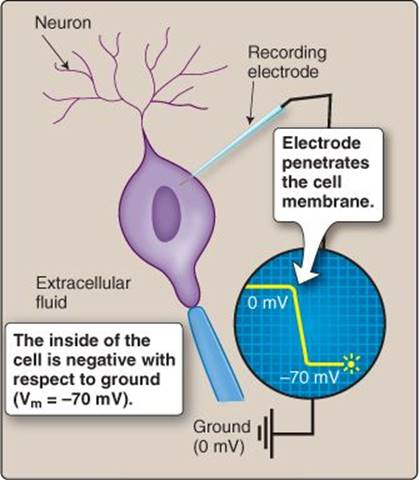 Neuron
Recording
electrode
Electrode
penetrates
the cell
membrane.
Extracellular
fluid
0 mV
–70 mV
The inside of the
cell is negative with
respect to ground
(Vm = –70 mV).
Ground
(0 mV)